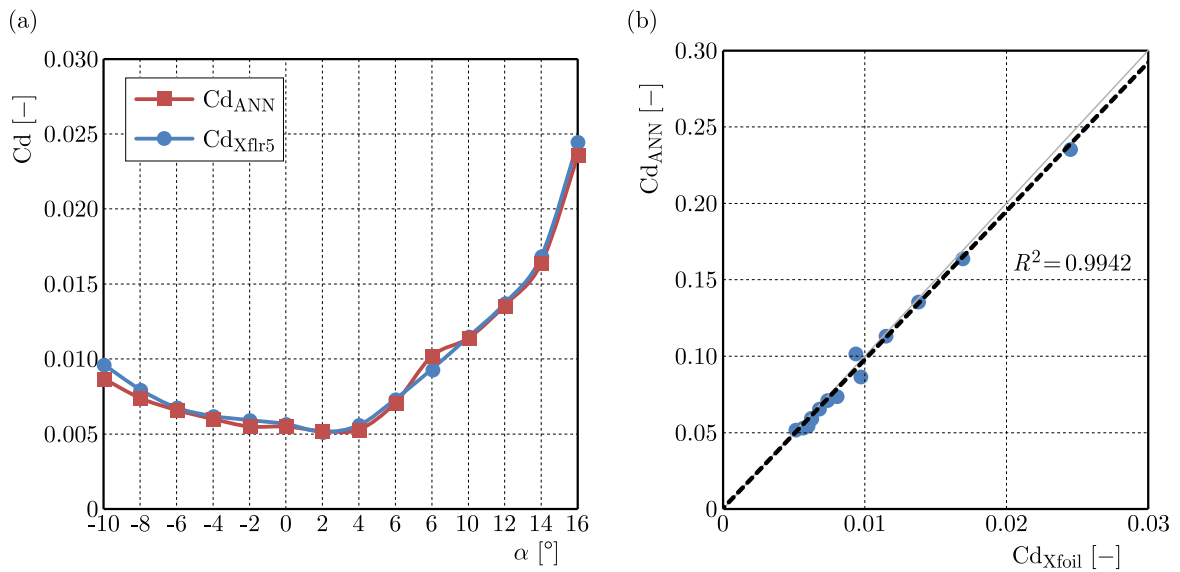 (a)
0.030
0.025
0.020
0.015
0.010
0.005
0
Cd [−]
Cd_ANN
Cd_Xflr5
-10 -8 -6 -4 -2 0 2 4 6 8 10 12 14 16
α [°]
(b)
0.30
0.25
0.20
0.15
0.10
0.05
0
Cd_ANN [−]
R² = 0.9942
0 0.01 0.02 0.03
Cd_Xfoil [−]